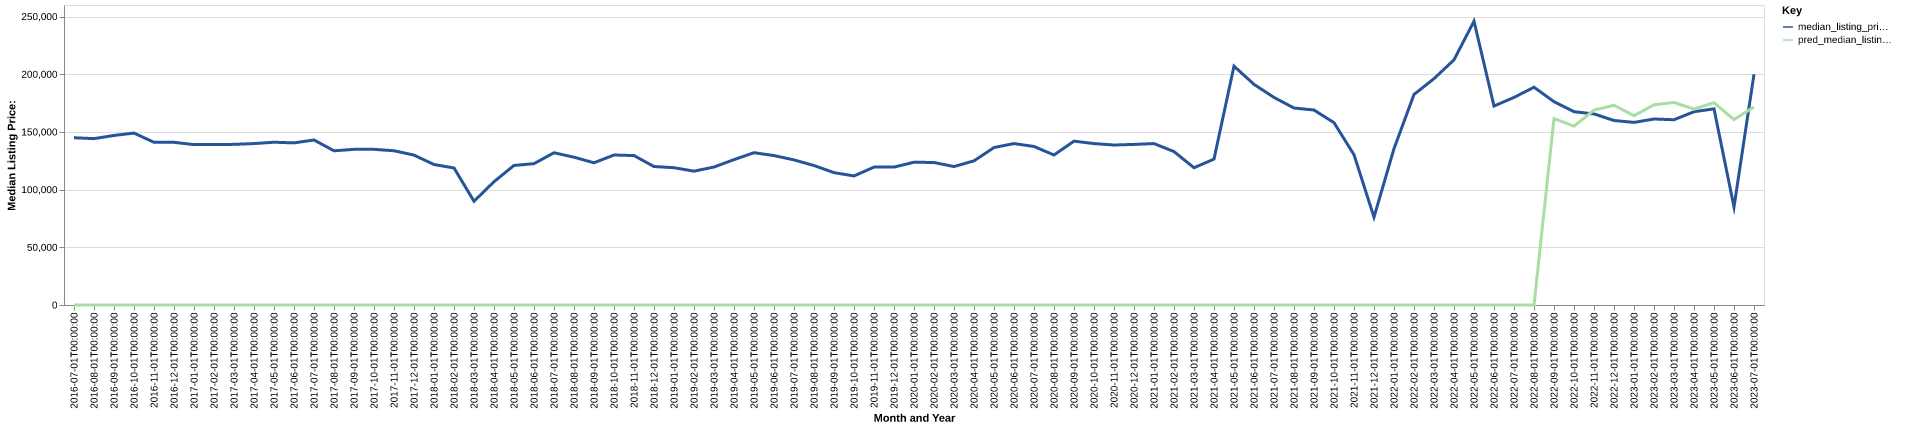 Key
median_listing_pri…
pred_median_listin…
Median Listing Price:
250,000
200,000
150,000
100,000
50,000
0
2016-07-01T00:00:00
2016-08-01T00:00:00
2016-09-01T00:00:00
2016-10-01T00:00:00
2016-11-01T00:00:00
2016-12-01T00:00:00
2017-01-01T00:00:00
2017-02-01T00:00:00
2017-03-01T00:00:00
2017-04-01T00:00:00
2017-05-01T00:00:00
2017-06-01T00:00:00
2017-07-01T00:00:00
2017-08-01T00:00:00
2017-09-01T00:00:00
2017-10-01T00:00:00
2017-11-01T00:00:00
2017-12-01T00:00:00
2018-01-01T00:00:00
2018-02-01T00:00:00
2018-03-01T00:00:00
2018-04-01T00:00:00
2018-05-01T00:00:00
2018-06-01T00:00:00
2018-07-01T00:00:00
2018-08-01T00:00:00
2018-09-01T00:00:00
2018-10-01T00:00:00
2018-11-01T00:00:00
2018-12-01T00:00:00
2019-01-01T00:00:00
2019-02-01T00:00:00
2019-03-01T00:00:00
2019-04-01T00:00:00
2019-05-01T00:00:00
2019-06-01T00:00:00
2019-07-01T00:00:00
2019-08-01T00:00:00
2019-09-01T00:00:00
2019-10-01T00:00:00
2019-11-01T00:00:00
2019-12-01T00:00:00
2020-01-01T00:00:00
2020-02-01T00:00:00
2020-03-01T00:00:00
2020-04-01T00:00:00
2020-05-01T00:00:00
2020-06-01T00:00:00
2020-07-01T00:00:00
2020-08-01T00:00:00
2020-09-01T00:00:00
2020-10-01T00:00:00
2020-11-01T00:00:00
2020-12-01T00:00:00
2021-01-01T00:00:00
2021-02-01T00:00:00
2021-03-01T00:00:00
2021-04-01T00:00:00
2021-05-01T00:00:00
2021-06-01T00:00:00
2021-07-01T00:00:00
2021-08-01T00:00:00
2021-09-01T00:00:00
2021-10-01T00:00:00
2021-11-01T00:00:00
2021-12-01T00:00:00
2022-01-01T00:00:00
2022-02-01T00:00:00
2022-03-01T00:00:00
2022-04-01T00:00:00
2022-05-01T00:00:00
2022-06-01T00:00:00
2022-07-01T00:00:00
2022-08-01T00:00:00
2022-09-01T00:00:00
2022-10-01T00:00:00
2022-11-01T00:00:00
2022-12-01T00:00:00
2023-01-01T00:00:00
2023-02-01T00:00:00
2023-03-01T00:00:00
2023-04-01T00:00:00
2023-05-01T00:00:00
2023-06-01T00:00:00
2023-07-01T00:00:00
Month and Year